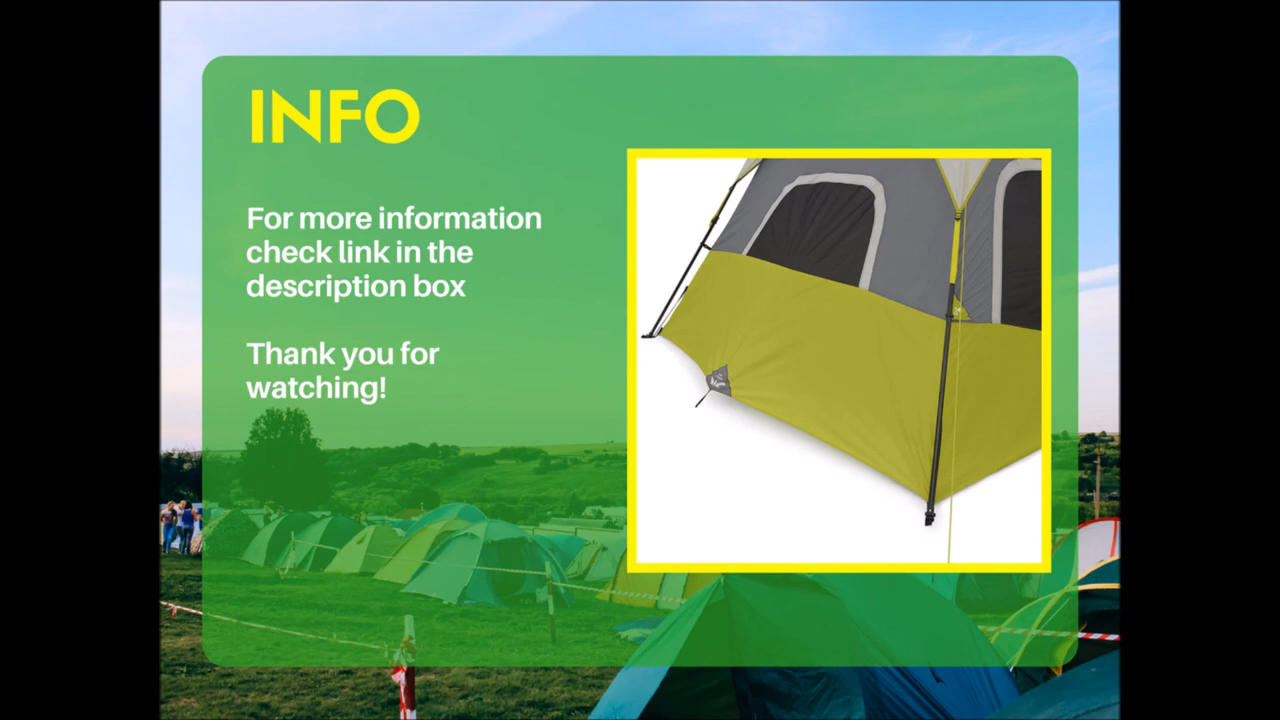 INFO
For more information
check link in the
description box
Thank you for
watching!